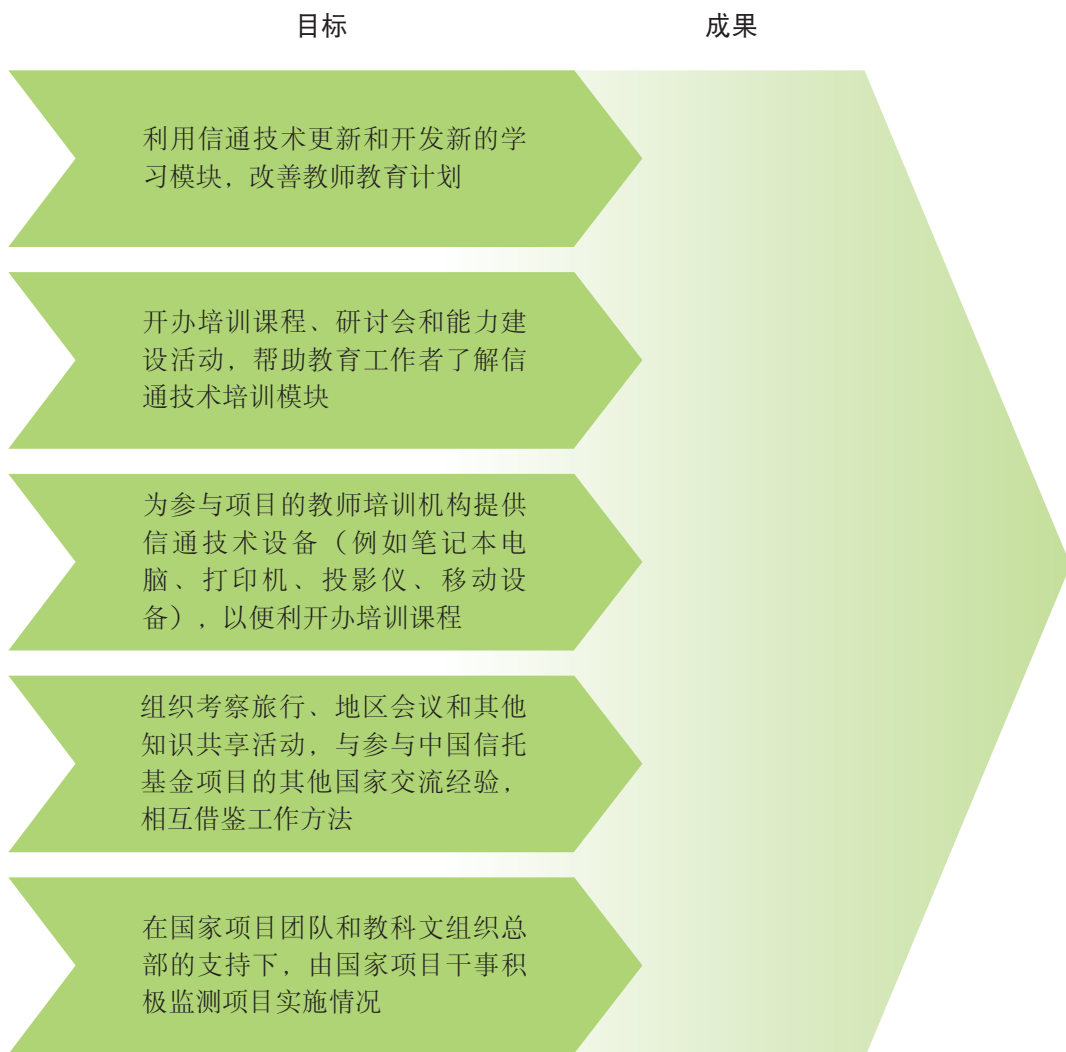 目标
成果
利用信通技术更新和开发新的学
习模块，改善教师教育计划
开办培训课程、研讨会和能力建
设活动，帮助教育工作者了解信
通技术培训模块
为参与项目的教师培训机构提供
信通技术设备（例如笔记本电
脑、打印机、投影仪、移动设
备），以便利开办培训课程
组织考察旅行、地区会议和其他
知识共享活动，与参与中国信托
基金项目的其他国家交流经验，
相互借鉴工作方法
在国家项目团队和教科文组织总
部的支持下，由国家项目干事积
极监测项目实施情况